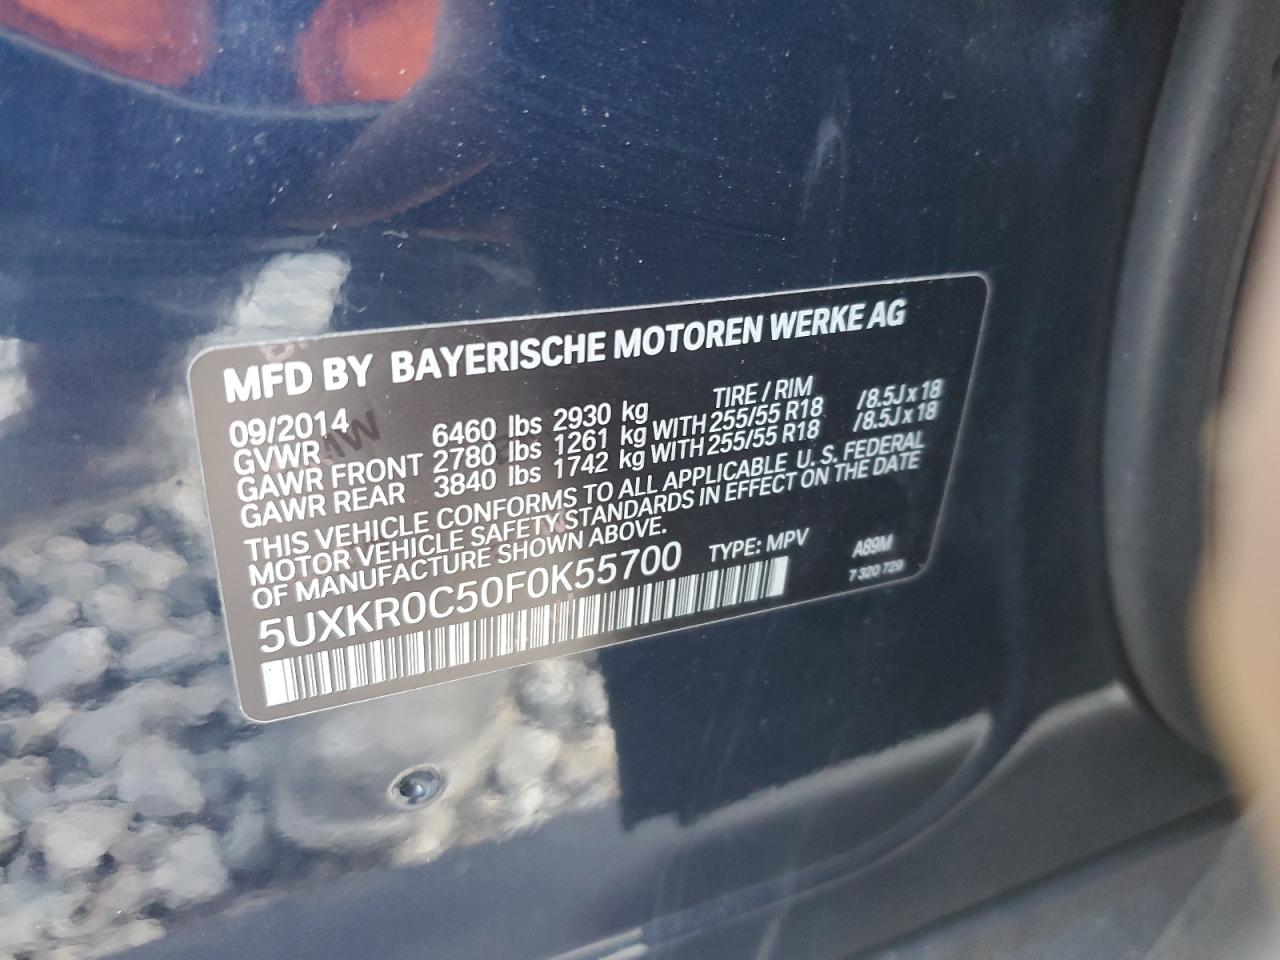 MFD BY BAYERISCHE MOTOREN WERKE AG
09/2014 TIRE / RIM
GVWR 6460 lbs 2930 kg
GAWR FRONT 2780 lbs 1261 kg WITH 255/55 R18 /8.5J x 18
GAWR REAR 3840 lbs 1742 kg WITH 255/55 R18 /8.5J x 18
THIS VEHICLE CONFORMS TO ALL APPLICABLE U. S. FEDERAL
MOTOR VEHICLE SAFETY STANDARDS IN EFFECT ON THE DATE
OF MANUFACTURE SHOWN ABOVE.
5UXKR0C50F0K55700 TYPE: MPV A89M
7 320 729